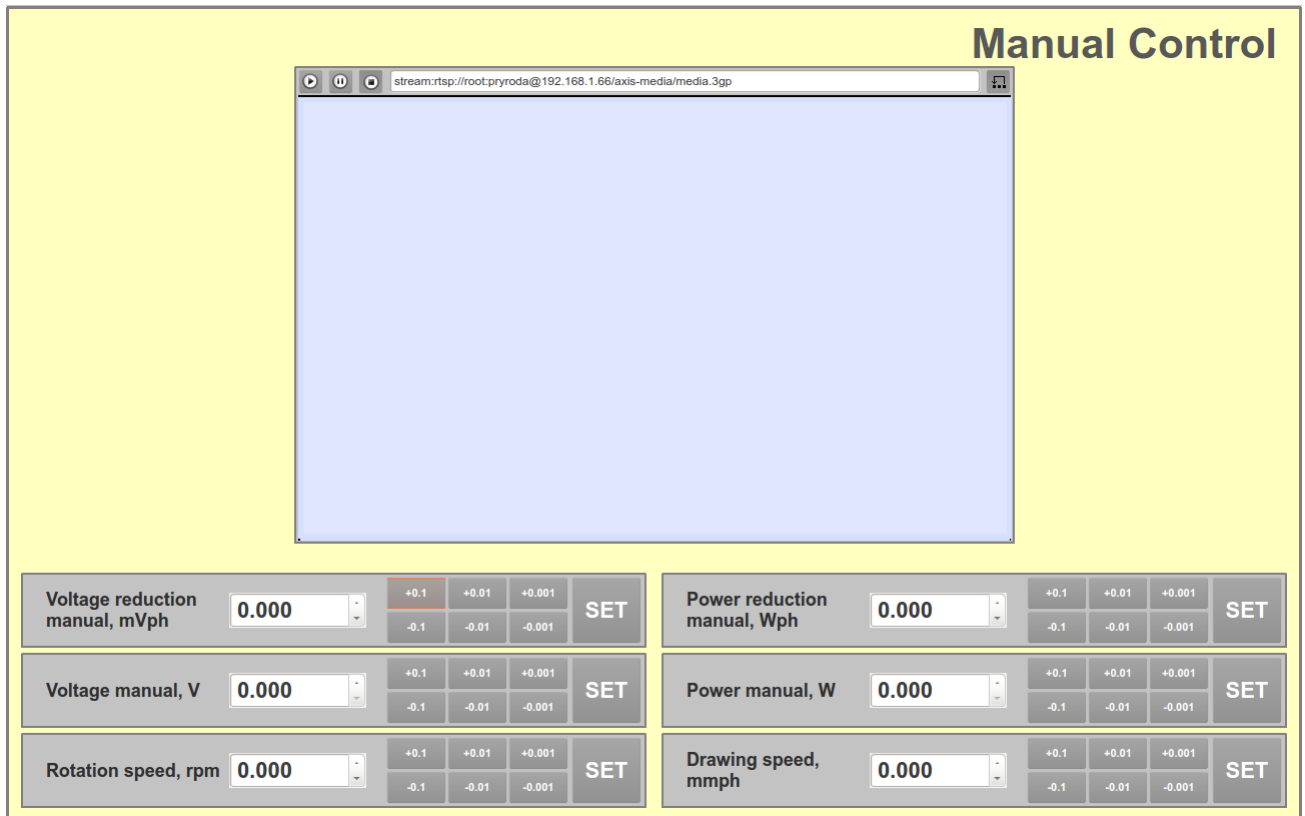 Manual Control
stream:rtsp://root:pryroda@192.168.1.66/axis-media/media.3gp
Voltage reduction
manual, mVph
0.000
+0.1 +0.01 +0.001
-0.1 -0.01 -0.001
SET
Power reduction
manual, Wph
0.000
+0.1 +0.01 +0.001
-0.1 -0.01 -0.001
SET
Voltage manual, V
0.000
+0.1 +0.01 +0.001
-0.1 -0.01 -0.001
SET
Power manual, W
0.000
+0.1 +0.01 +0.001
-0.1 -0.01 -0.001
SET
Rotation speed, rpm
0.000
+0.1 +0.01 +0.001
-0.1 -0.01 -0.001
SET
Drawing speed,
mmph
0.000
+0.1 +0.01 +0.001
-0.1 -0.01 -0.001
SET